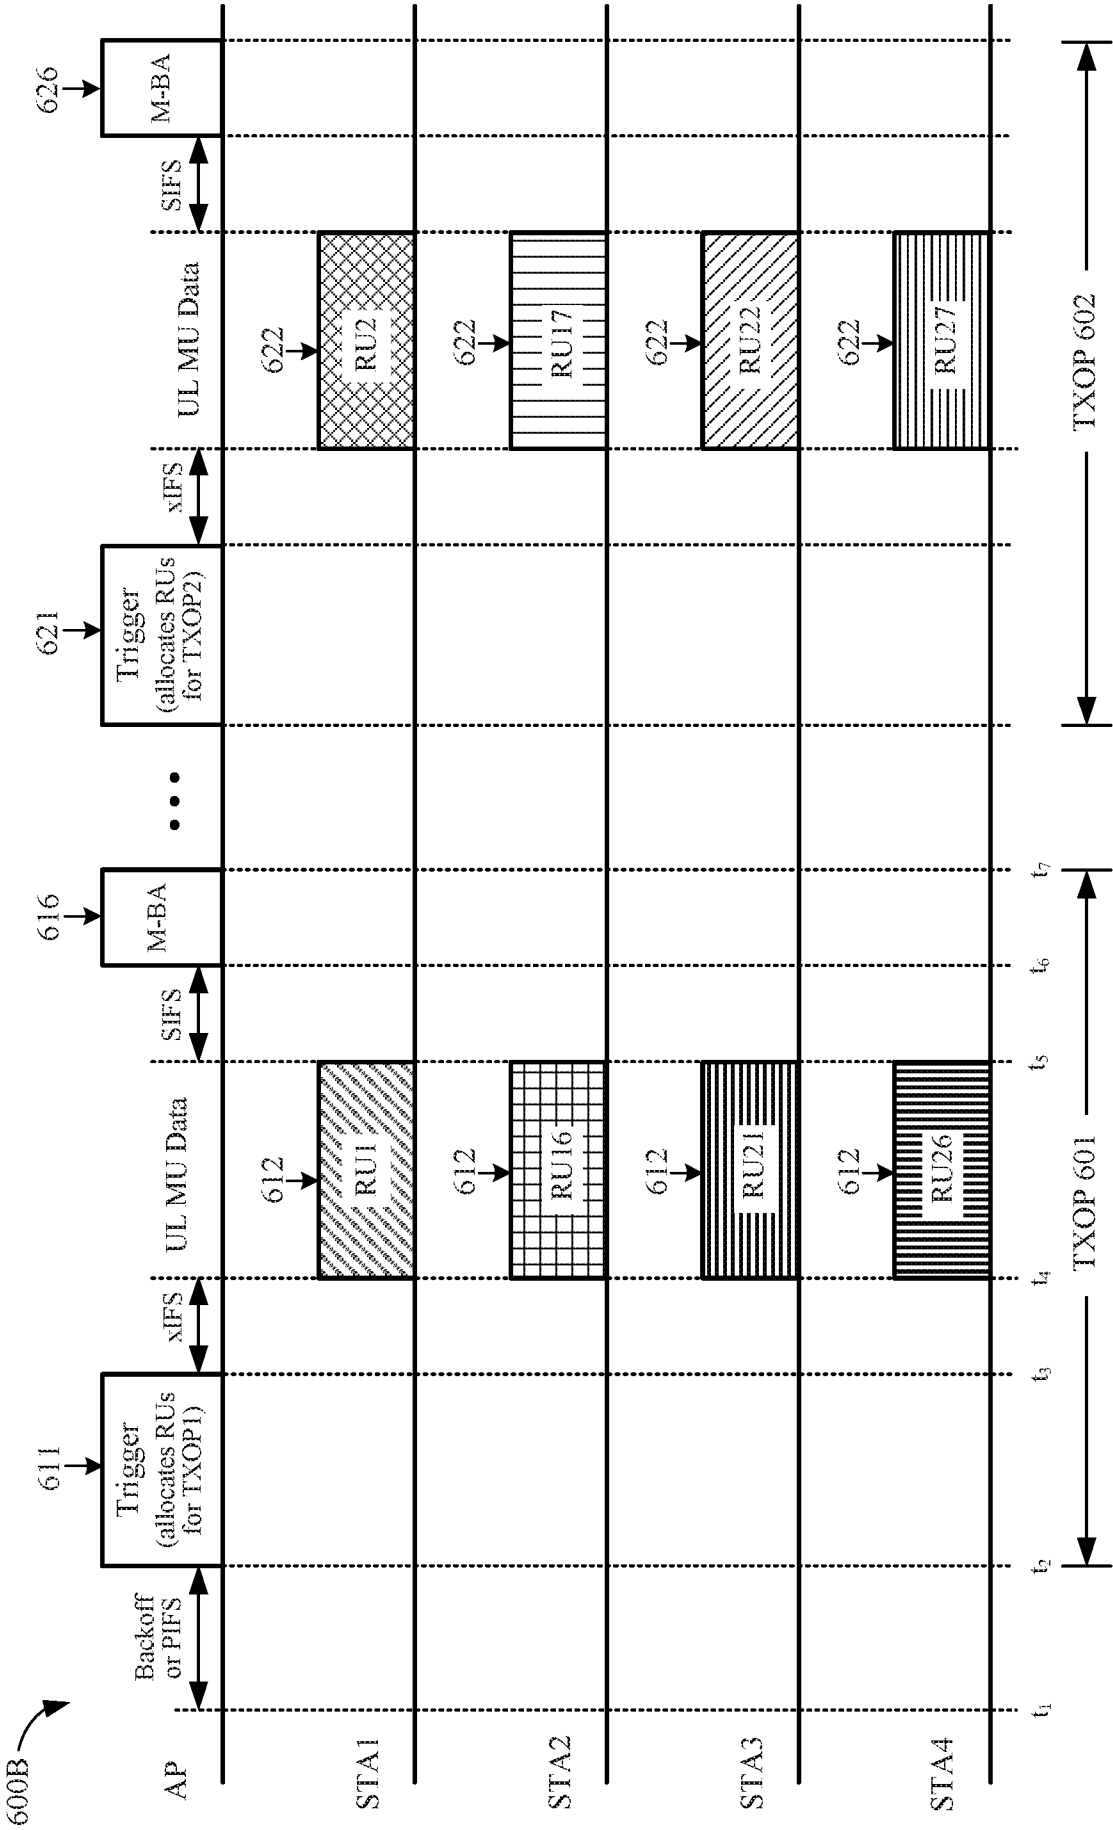 600B
611
616
621
626
AP
Backoff
or PIFS
Trigger
(allocates RUs
for TXOP1)
xIFS
UL MU Data
SIFS
M-BA
Trigger
(allocates RUs
for TXOP2)
xIFS
UL MU Data
SIFS
M-BA
STA1
612
RU1
622
RU2
STA2
612
RU16
622
RU17
STA3
612
RU21
622
RU22
STA4
612
RU26
622
RU27
t1
t2
t3
t4
t5
t6
t7
TXOP 601
TXOP 602